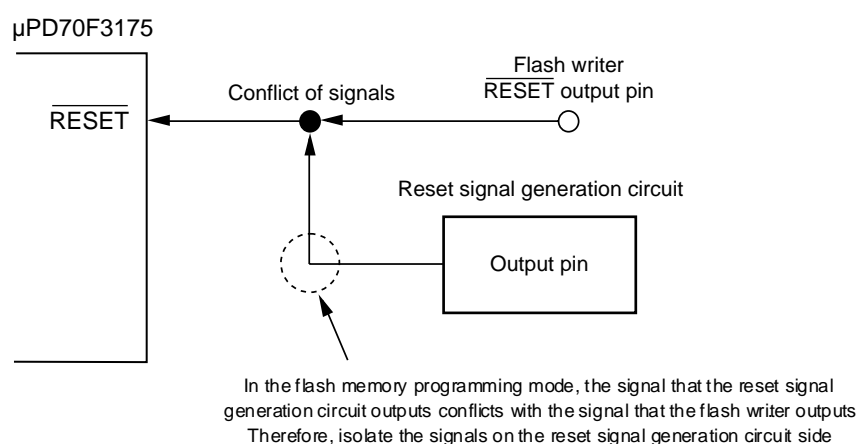 µPD70F3175
Flash writer
RESET output pin
Conflict of signals
RESET
Reset signal generation circuit
Output pin
In the flash memory programming mode, the signal that the reset signal
generation circuit outputs conflicts with the signal that the flash writer outputs
Therefore, isolate the signals on the reset signal generation circuit side